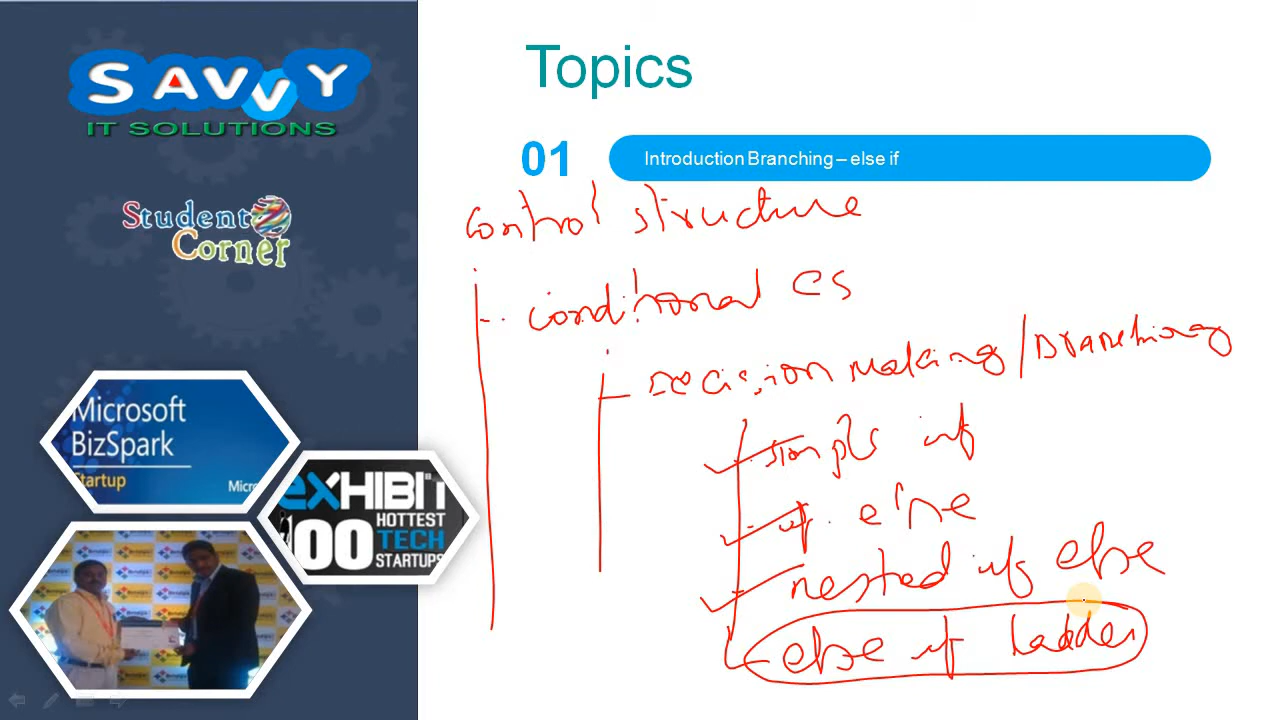 SAVVY
IT SOLUTIONS
Student
Corner
Microsoft
BizSpark
Startup
Micros
eXHIBIT
100 HOTTEST
TECH
STARTUPS
Topics
01
Introduction Branching – else if
control structure
conditional CS
Decision Making / Branching
simple if
if else
nested if else
else if ladder